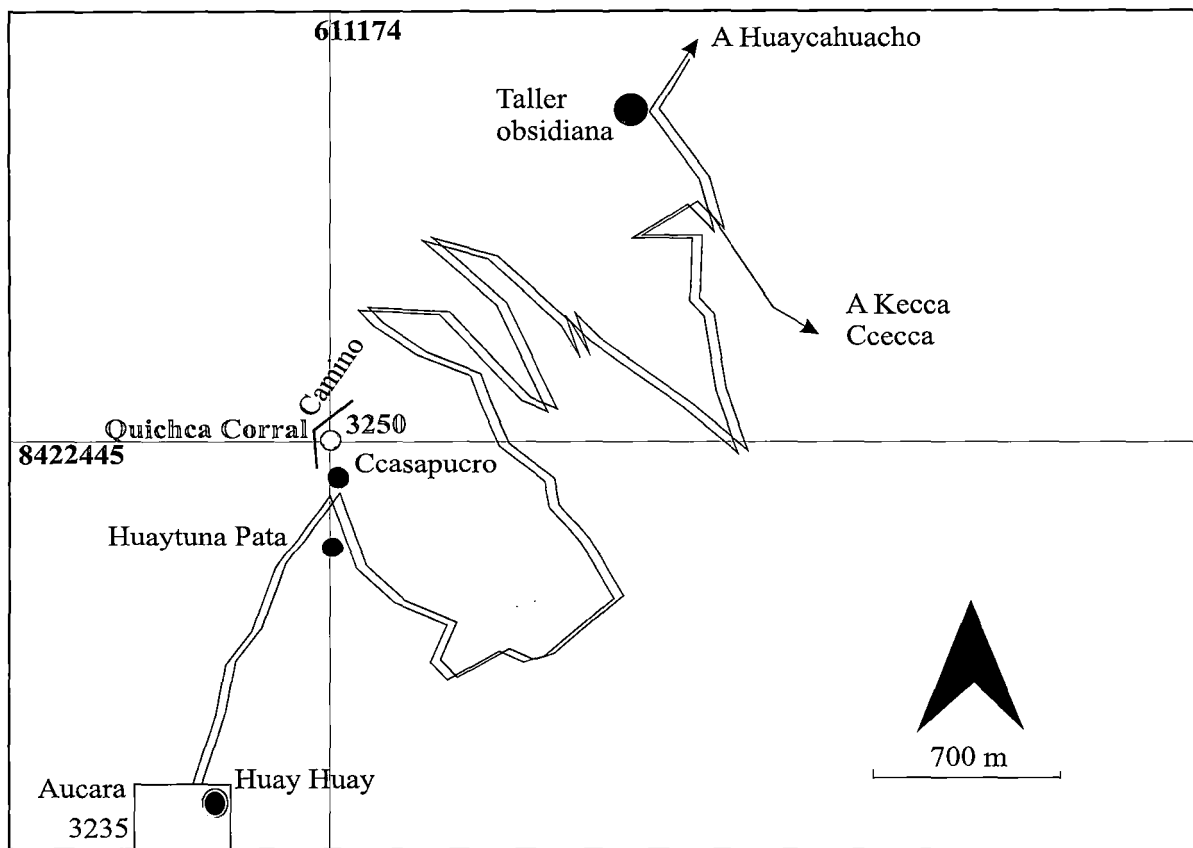 611174
A Huaycahuacho
Taller
obsidiana
A Kecca
Ccecca
Camino
Quichca Corral
3250
8422445
Ccasapucro
Huaytuna Pata
700 m
Huay Huay
Aucara
3235